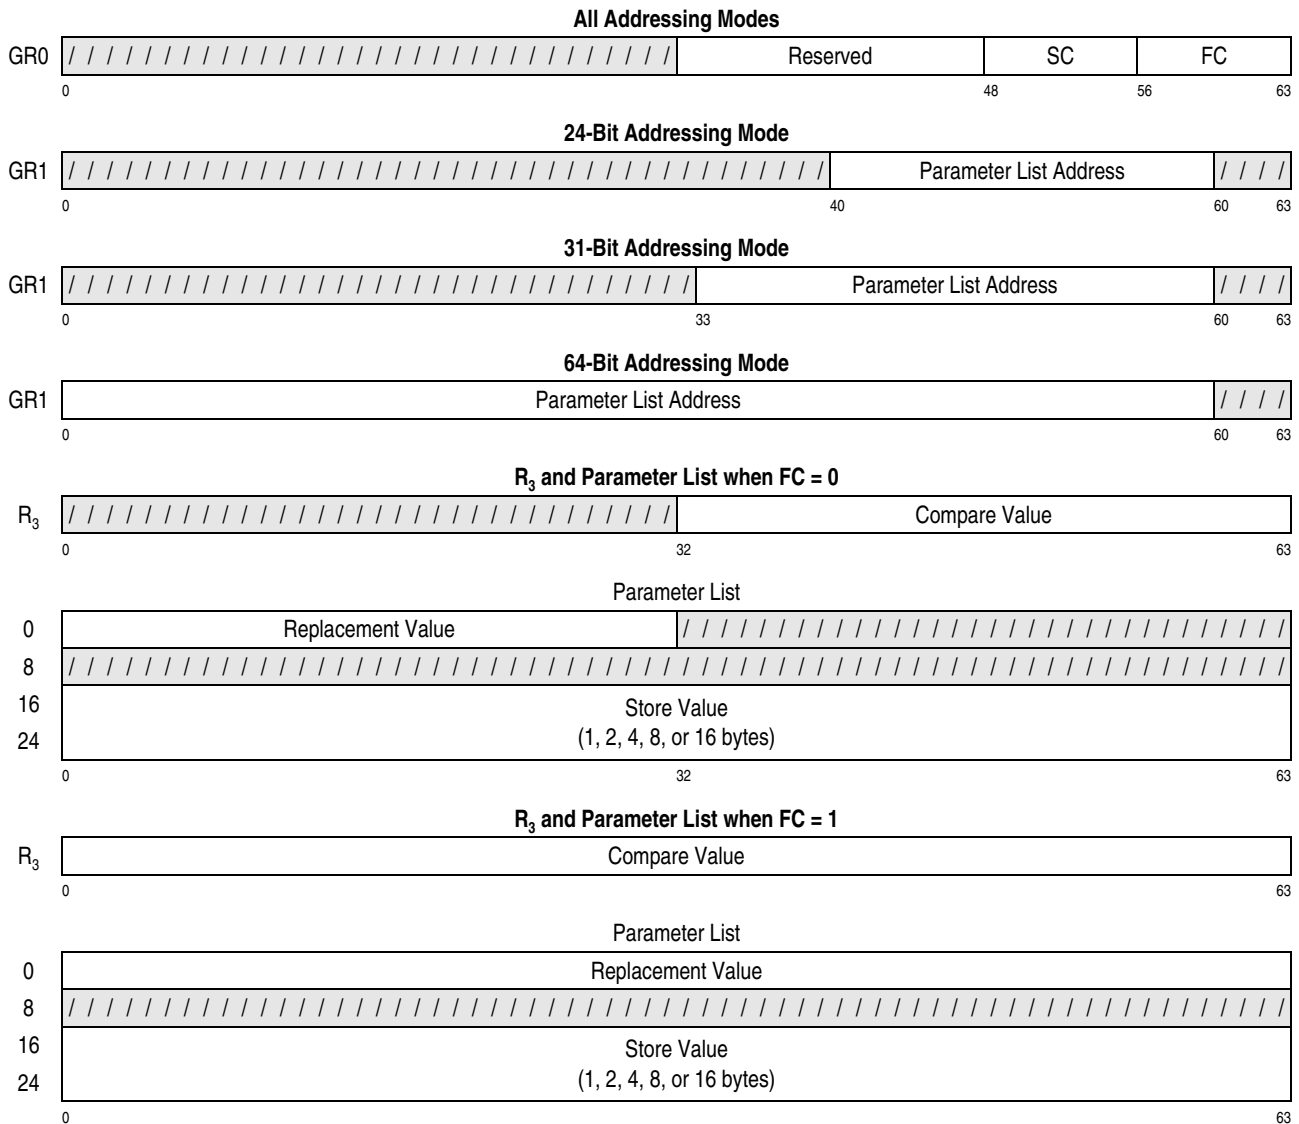 All Addressing Modes
GR0 / / / / / / / / / / / / / / / / / / / / / / / / / / / / / / / / Reserved SC FC
0 48 56 63
24-Bit Addressing Mode
GR1 / / / / / / / / / / / / / / / / / / / / / / / / / / / / / / / / / / / / / / / / Parameter List Address / / / /
0 40 60 63
31-Bit Addressing Mode
GR1 / / / / / / / / / / / / / / / / / / / / / / / / / / / / / / / / / Parameter List Address / / / /
0 33 60 63
64-Bit Addressing Mode
GR1 Parameter List Address / / / /
0 60 63
R3 and Parameter List when FC = 0
R3 / / / / / / / / / / / / / / / / / / / / / / / / / / / / / / / / Compare Value
0 32 63
Parameter List
0 Replacement Value / / / / / / / / / / / / / / / / / / / / / / / / / / / / / / / /
8 / / / / / / / / / / / / / / / / / / / / / / / / / / / / / / / / / / / / / / / / / / / / / / / / / / / / / / / / / / / / / / / /
16 Store Value
24 (1, 2, 4, 8, or 16 bytes)
0 32 63
R3 and Parameter List when FC = 1
R3 Compare Value
0 63
Parameter List
0 Replacement Value
8 / / / / / / / / / / / / / / / / / / / / / / / / / / / / / / / / / / / / / / / / / / / / / / / / / / / / / / / / / / / / / / / /
16 Store Value
24 (1, 2, 4, 8, or 16 bytes)
0 63